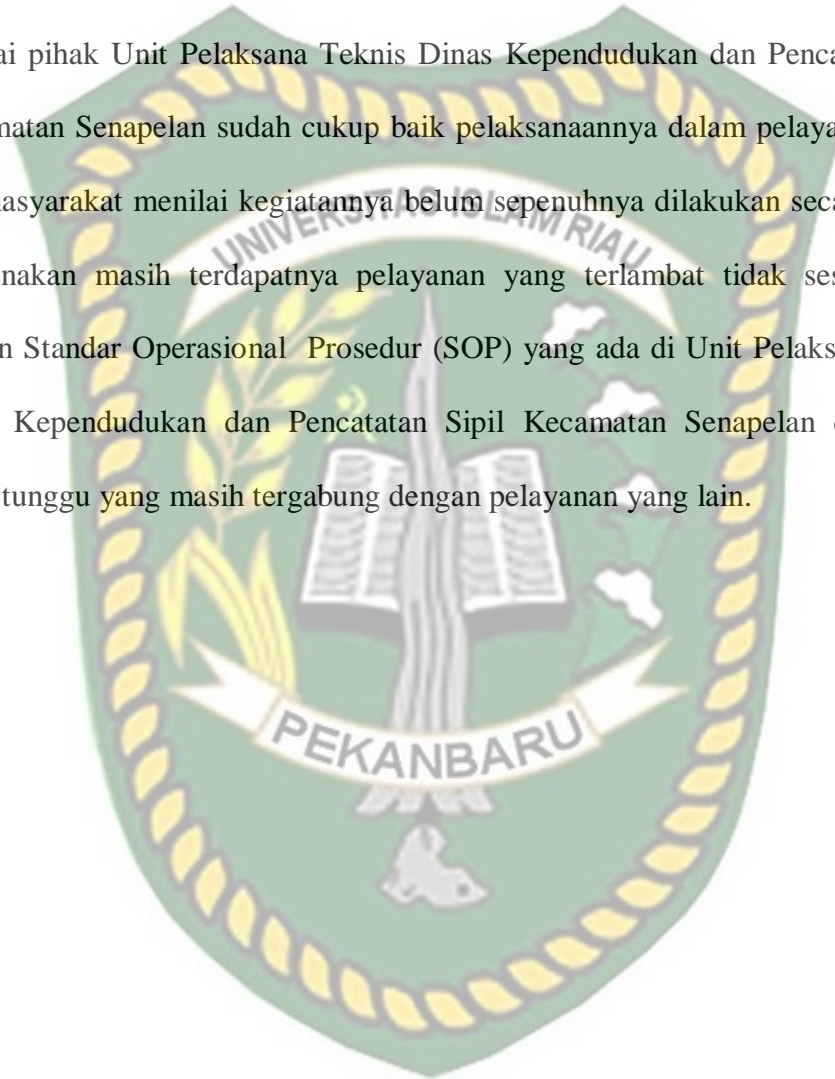 ai pihak Unit Pelaksana Teknis Dinas Kependudukan dan Penca
matan Senapelan sudah cukup baik pelaksanaannya dalam pelaya
nasyarakat menilai kegiatannya belum sepenuhnya dilakukan seca
UNIVERSITAS ISLAM RIAU
nakan masih terdapatnya pelayanan yang terlambat tidak ses
n Standar Operasional Prosedur (SOP) yang ada di Unit Pelaks
Kependudukan dan Pencatatan Sipil Kecamatan Senapelan
tunggu yang masih tergabung dengan pelayanan yang lain.
PEKANBARU